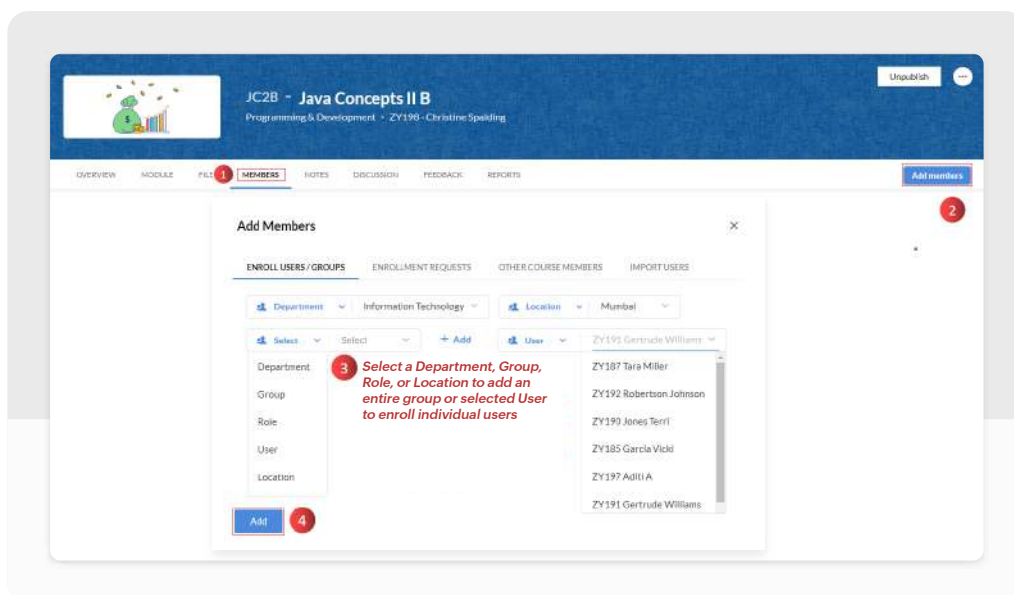 Unpublish
JC2B - Java Concepts II B
Programming & Development • ZY198 - Christine Spalding
OVERVIEW MODULE 1 MEMBERS NOTES DISCUSSION FEEDBACK REPORTS Add members
2
Add Members
ENROLL USERS / GROUPS ENROLLMENT REQUESTS OTHER COURSE MEMBERS IMPORT USERS
Department Information Technology Location Mumbai
Select Select + Add User ZY191 Gertrude Williams
Department
Group
Role
User
Location
3 Select a Department, Group,
Role, or Location to add an
entire group or selected User
to enroll individual users
ZY187 Tara Miller
ZY192 Robertson Johnson
ZY190 Jones Terri
ZY185 Garcia Vicki
ZY197 Aditi A
ZY191 Gertrude Williams
Add 4